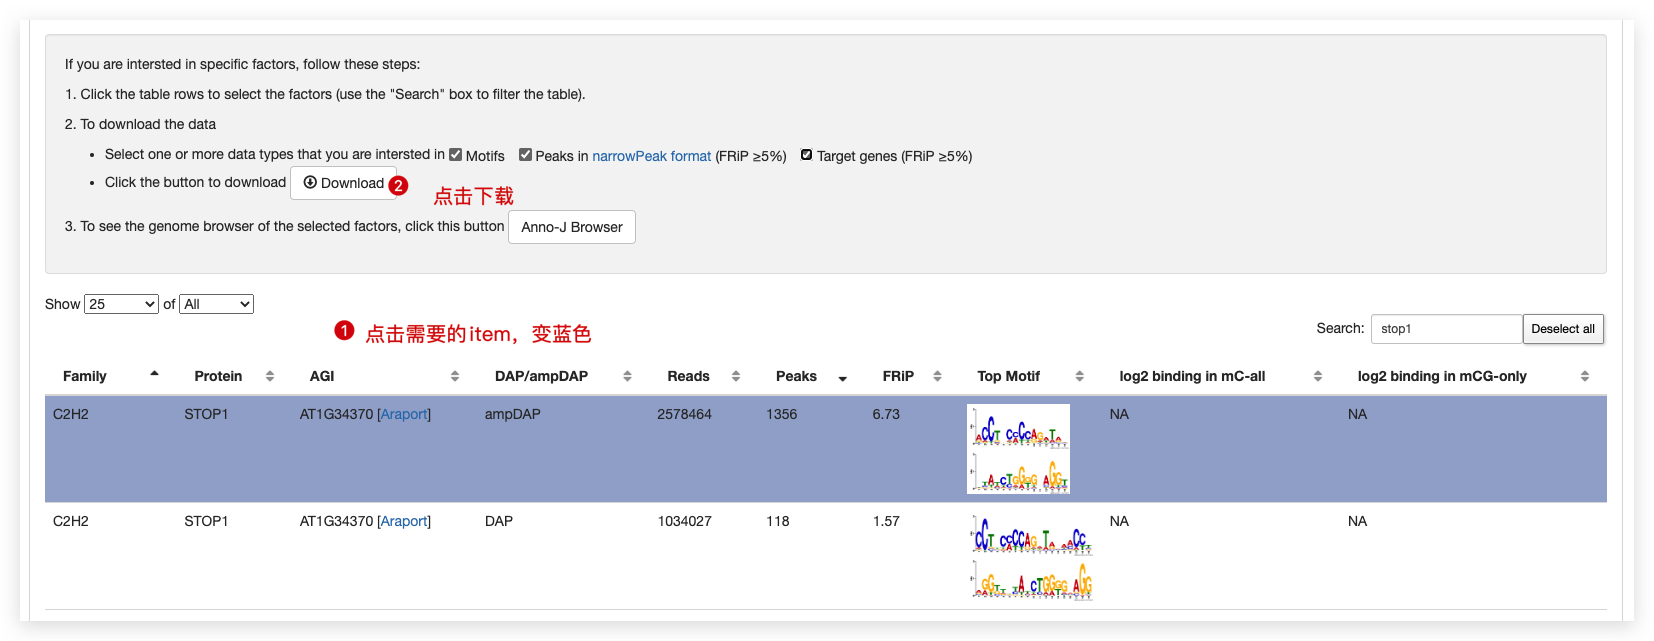 If you are intersted in specific factors, follow these steps:
1. Click the table rows to select the factors (use the "Search" box to filter the table).
2. To download the data
• Select one or more data types that you are intersted in Motifs Peaks in narrowPeak format (FRiP ≥5%) Target genes (FRiP ≥5%)
• Click the button to download Download 2 点击下载
3. To see the genome browser of the selected factors, click this button Anno-J Browser
Show 25 of All
1 点击需要的item，变蓝色
Search: stop1 Deselect all
Family Protein AGI DAP/ampDAP Reads Peaks FRiP Top Motif log2 binding in mC-all log2 binding in mCG-only
C2H2 STOP1 AT1G34370 [Araport] ampDAP 2578464 1356 6.73 NA NA
C2H2 STOP1 AT1G34370 [Araport] DAP 1034027 118 1.57 NA NA